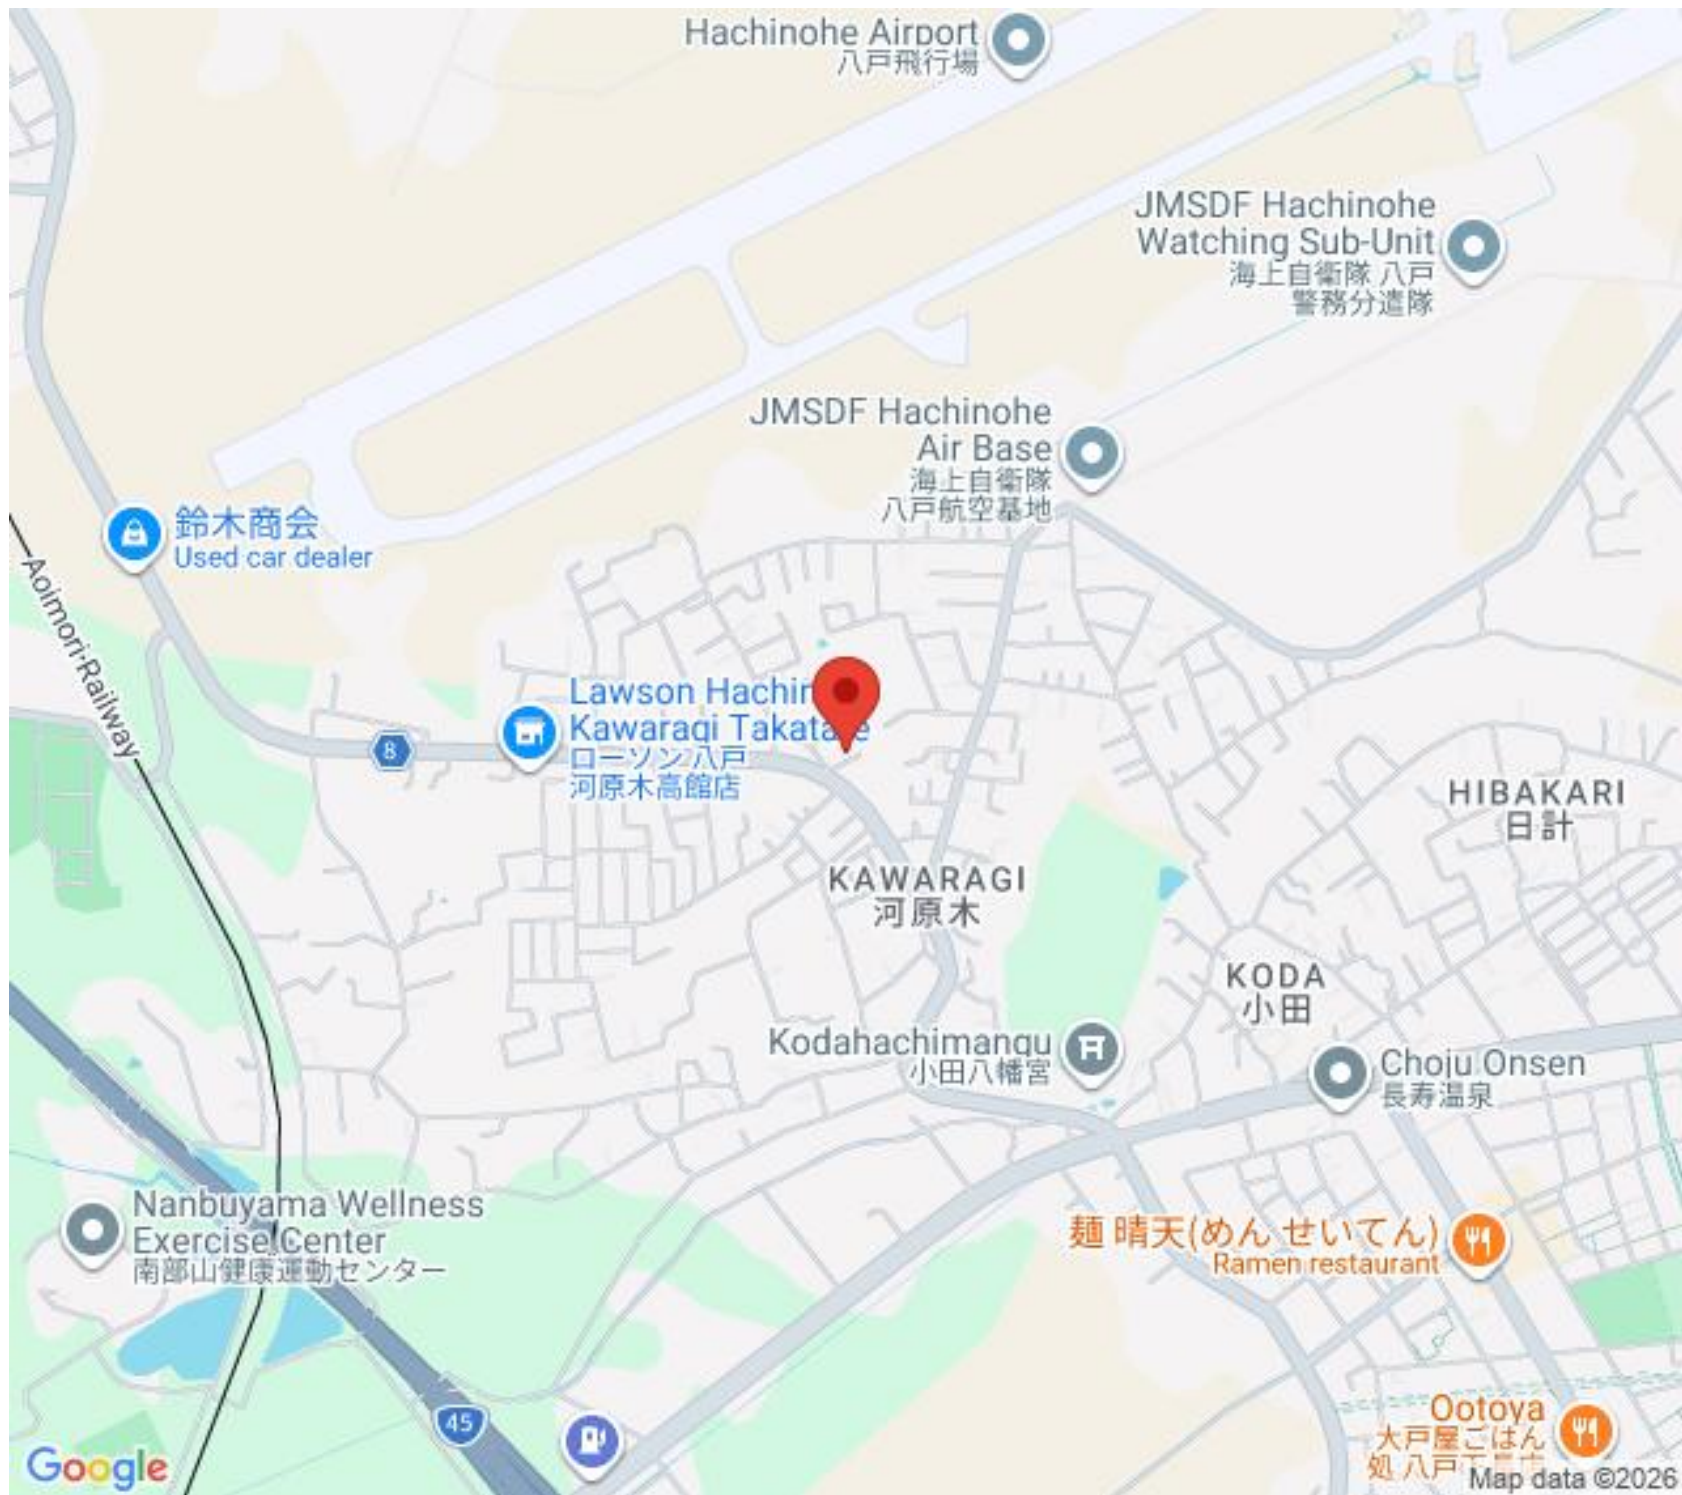 Hachinohe Airport
八戸飛行場
JMSDF Hachinohe
Watching Sub-Unit
海上自衛隊 八戸
警務分遣隊
JMSDF Hachinohe
Air Base
海上自衛隊
八戸航空基地
鈴木商会
Used car dealer
Aoimori-Railway
Lawson Hachin
Kawaragi Takatate
ローソン 八戸
河原木高館店
8
HIBAKARI
日計
KAWARAGI
河原木
KODA
小田
Kodahachimangu
小田八幡宮
Choju Onsen
長寿温泉
Nanbuyama Wellness
Exercise Center
南部山健康運動センター
麺 晴天(めん せいてん)
Ramen restaurant
45
Ootoya
大戸屋ごはん
処 八戸
Google
Map data ©2026